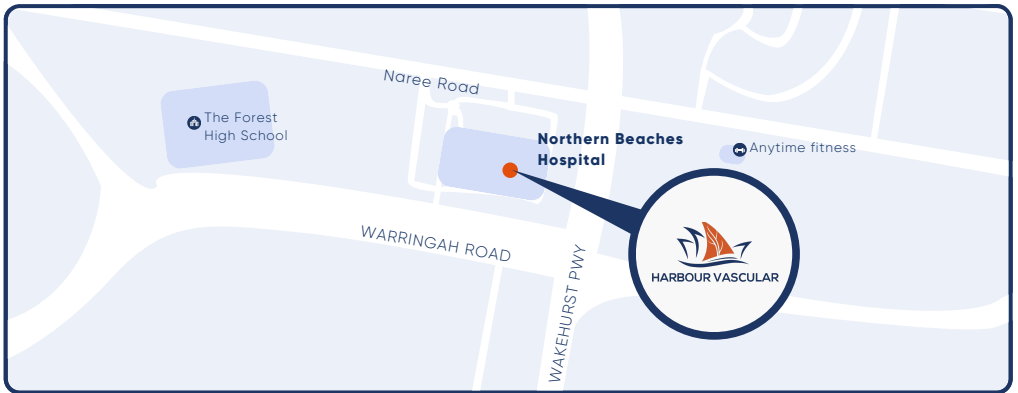 Naree Road
The Forest
High School
Northern Beaches
Hospital
Anytime fitness
WARRINGAH ROAD
WAKEHURST PWY
HARBOUR VASCULAR